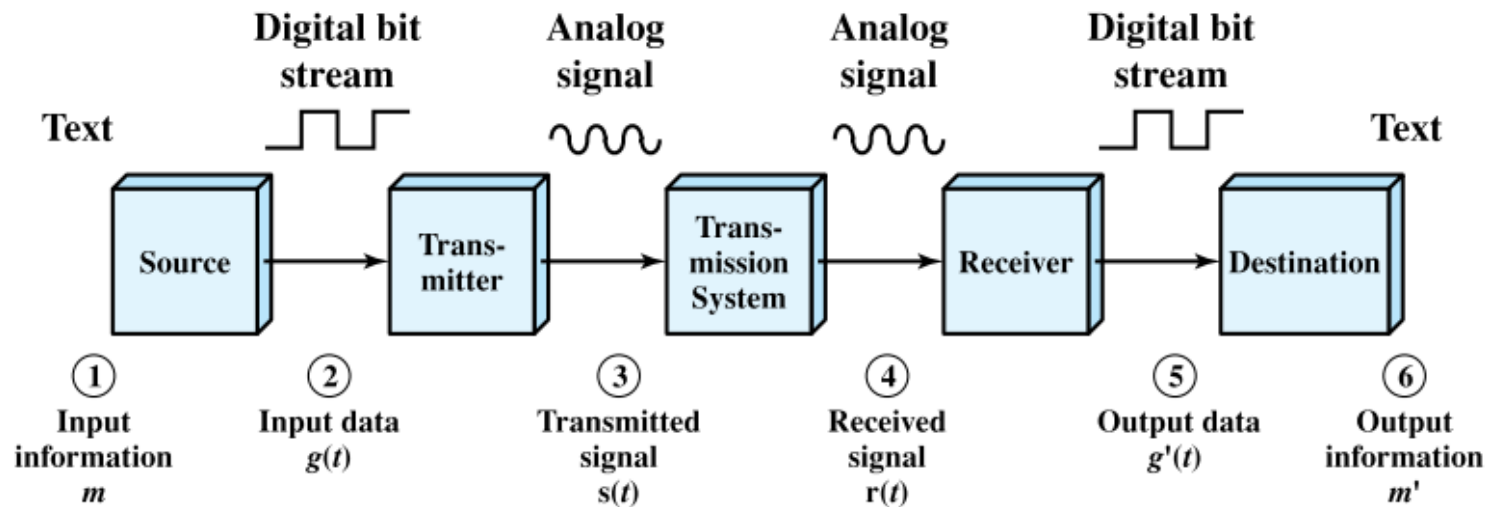 Digital bit
stream
Analog
signal
Analog
signal
Digital bit
stream
Text
Text
Source
Trans-
mitter
Trans-
mission
System
Receiver
Destination
1
Input
information
m
2
Input data
g(t)
3
Transmitted
signal
s(t)
4
Received
signal
r(t)
5
Output data
g'(t)
6
Output
information
m'